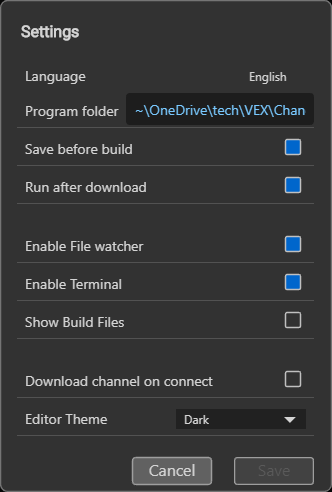 Settings
Language English
Program folder ~\OneDrive\tech\VEX\Chan
Save before build
Run after download
Enable File watcher
Enable Terminal
Show Build Files
Download channel on connect
Editor Theme Dark
Cancel Save